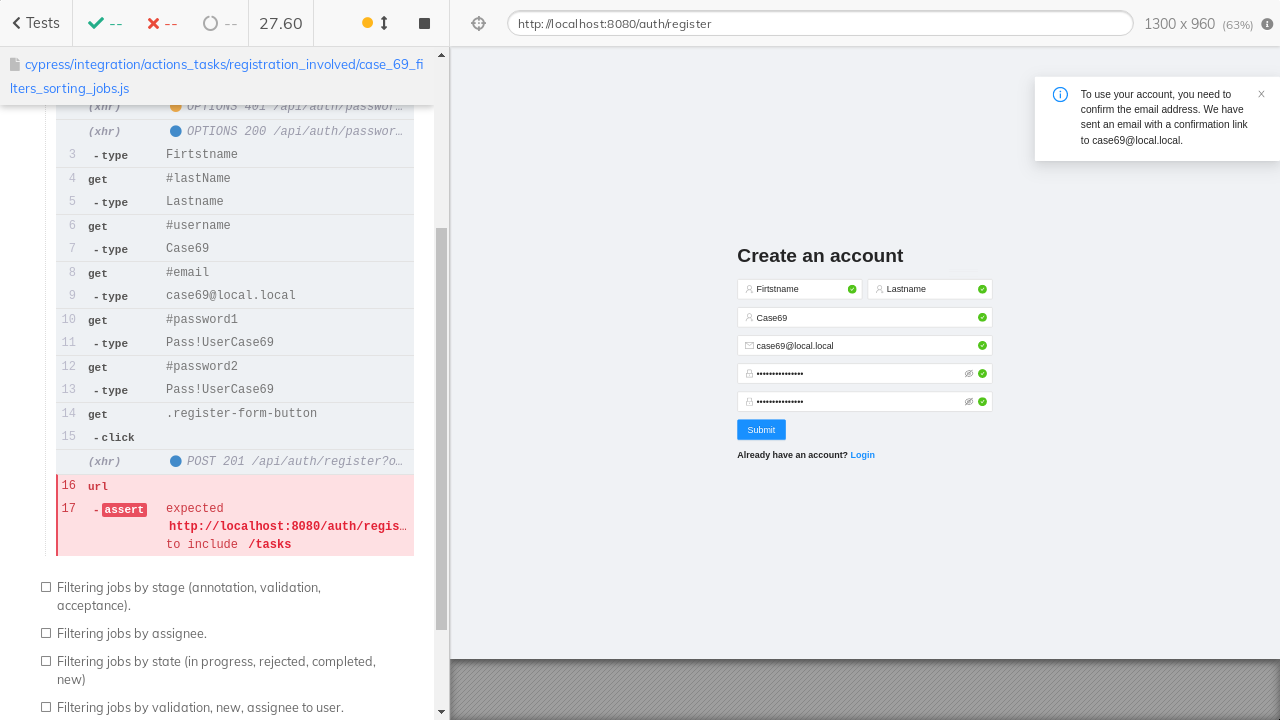 Tests
--
--
--
27.60
http://localhost:8080/auth/register
1300 x 960 (63%)
cypress/integration/actions_tasks/registration_involved/case_69_fi
lters_sorting_jobs.js
(xhr) OPTIONS 401 /api/auth/passwor…
(xhr) OPTIONS 200 /api/auth/passwor…
3 - type Firtstname
4 get #lastName
5 - type Lastname
6 get #username
7 - type Case69
8 get #email
9 - type case69@local.local
10 get #password1
11 - type Pass!UserCase69
12 get #password2
13 - type Pass!UserCase69
14 get .register-form-button
15 - click
(xhr) POST 201 /api/auth/register?o…
16 url
17 - assert expected
http://localhost:8080/auth/regis…
to include /tasks
Filtering jobs by stage (annotation, validation,
acceptance).
Filtering jobs by assignee.
Filtering jobs by state (in progress, rejected, completed,
new)
Filtering jobs by validation, new, assignee to user.
To use your account, you need to
confirm the email address. We have
sent an email with a confirmation link
to case69@local.local.
Create an account
Firtstname
Lastname
Case69
case69@local.local
•••••••••••••••
•••••••••••••••
Submit
Already have an account? Login